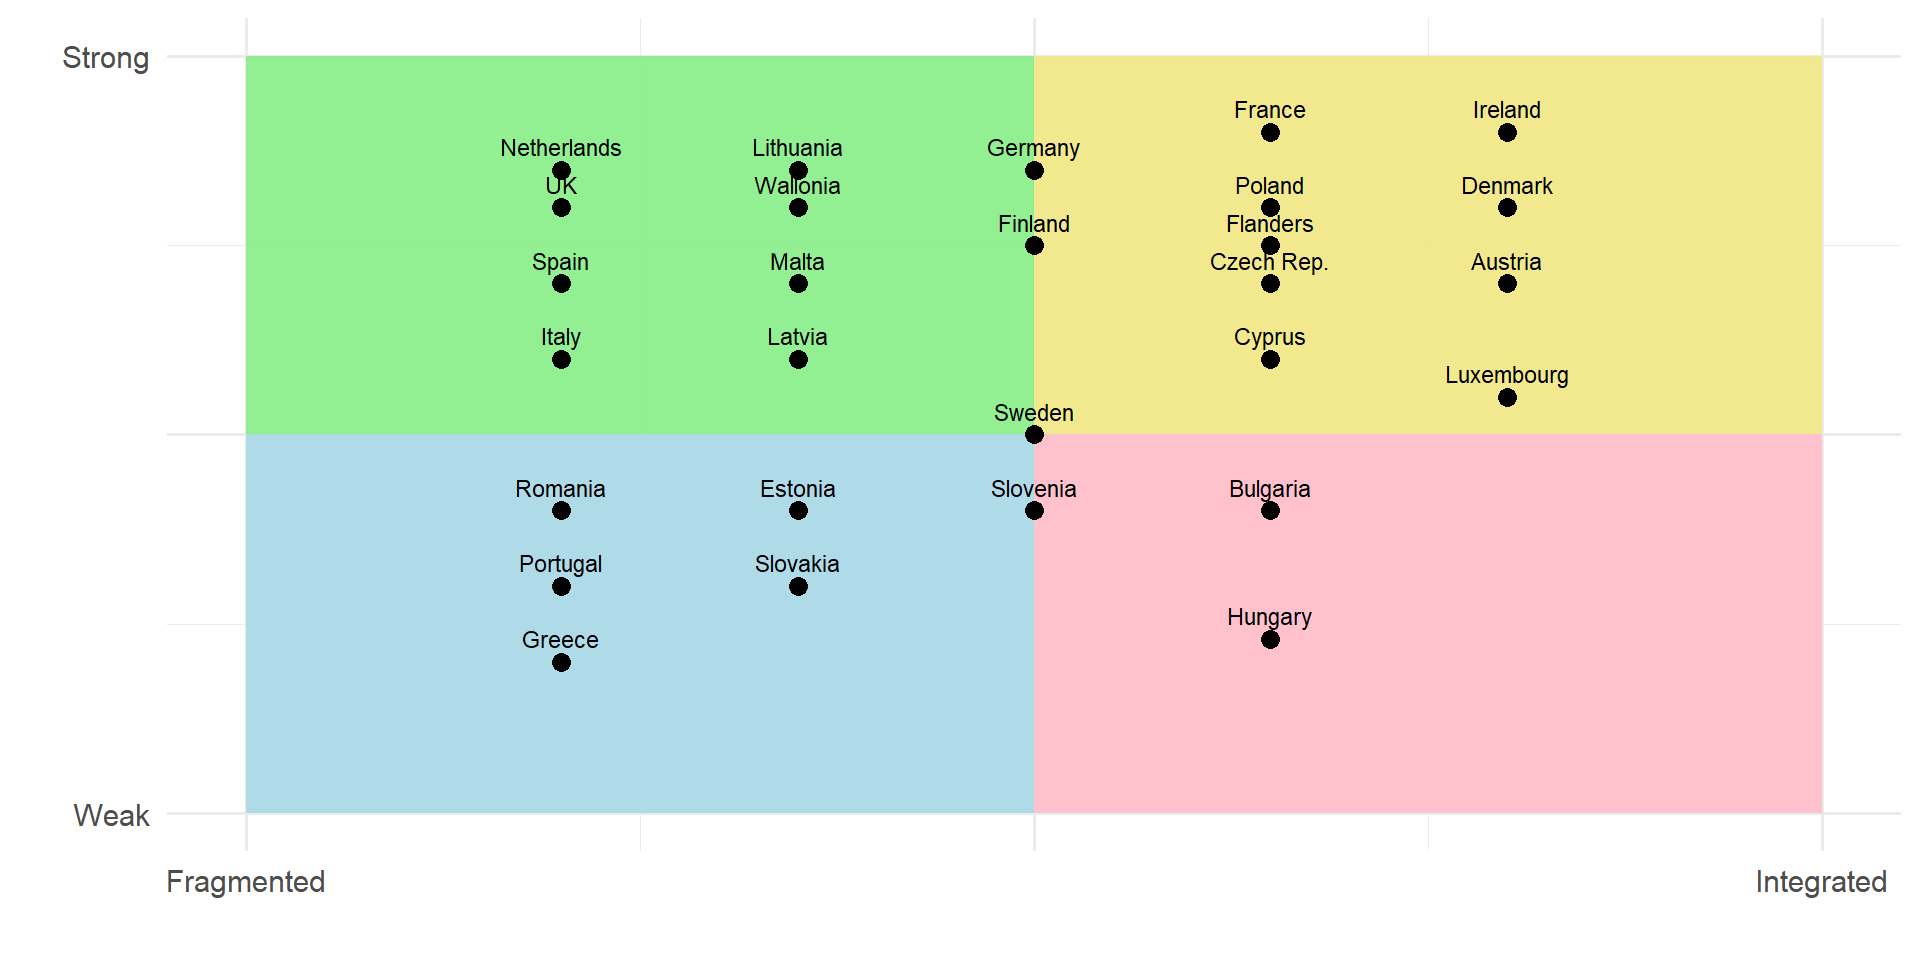 Strong
France
Ireland
Netherlands
Lithuania
Germany
UK
Wallonia
Poland
Denmark
Finland
Flanders
Spain
Malta
Czech Rep.
Austria
Italy
Latvia
Cyprus
Luxembourg
Sweden
Romania
Estonia
Slovenia
Bulgaria
Portugal
Slovakia
Hungary
Greece
Weak
Fragmented
Integrated